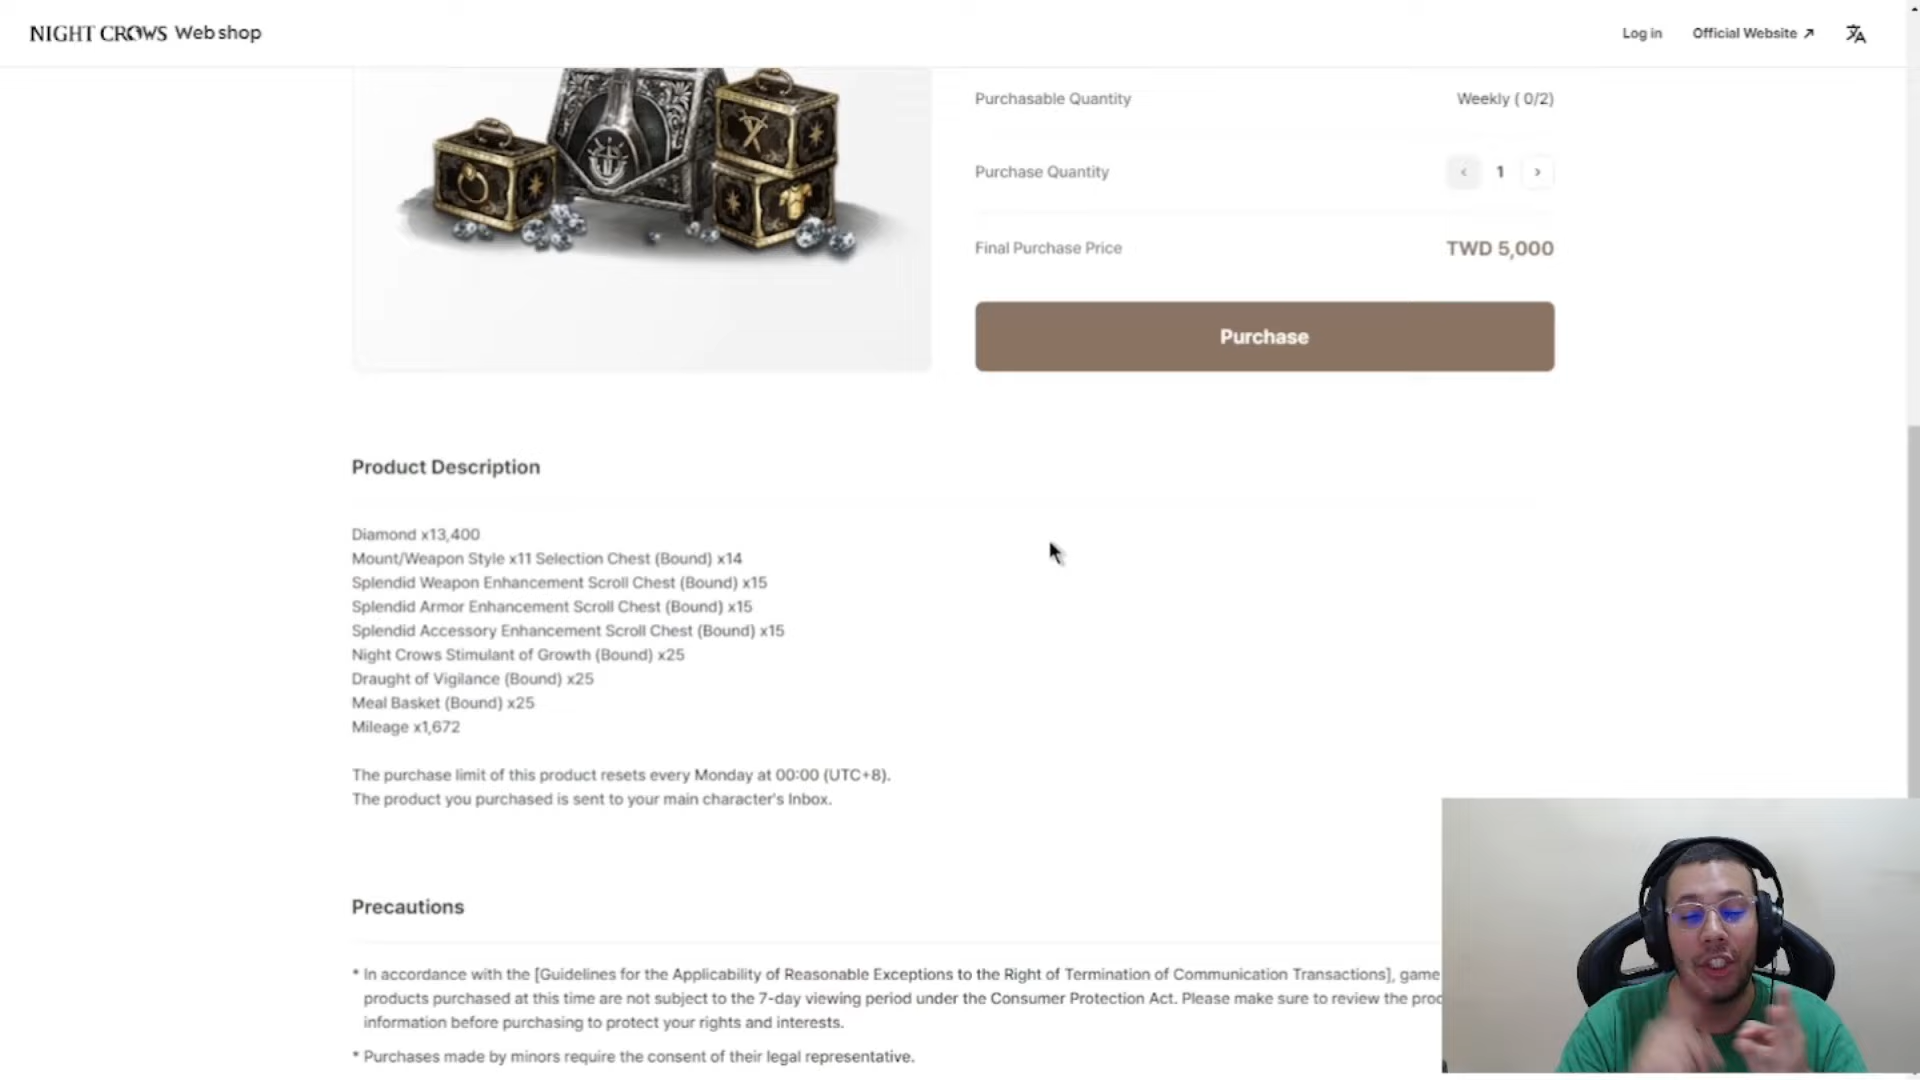 NIGHT CROWS Web shop
Log in
Official Website
Purchasable Quantity
Weekly ( 0/2)
Purchase Quantity
1
Final Purchase Price
TWD 5,000
Purchase
Product Description
Diamond x13,400
Mount/Weapon Style x11 Selection Chest (Bound) x14
Splendid Weapon Enhancement Scroll Chest (Bound) x15
Splendid Armor Enhancement Scroll Chest (Bound) x15
Splendid Accessory Enhancement Scroll Chest (Bound) x15
Night Crows Stimulant of Growth (Bound) x25
Draught of Vigilance (Bound) x25
Meal Basket (Bound) x25
Mileage x1,672
The purchase limit of this product resets every Monday at 00:00 (UTC+8).
The product you purchased is sent to your main character's Inbox.
Precautions
* In accordance with the [Guidelines for the Applicability of Reasonable Exceptions to the Right of Termination of Communication Transactions], game
products purchased at this time are not subject to the 7-day viewing period under the Consumer Protection Act. Please make sure to review the
information before purchasing to protect your rights and interests.
* Purchases made by minors require the consent of their legal representative.